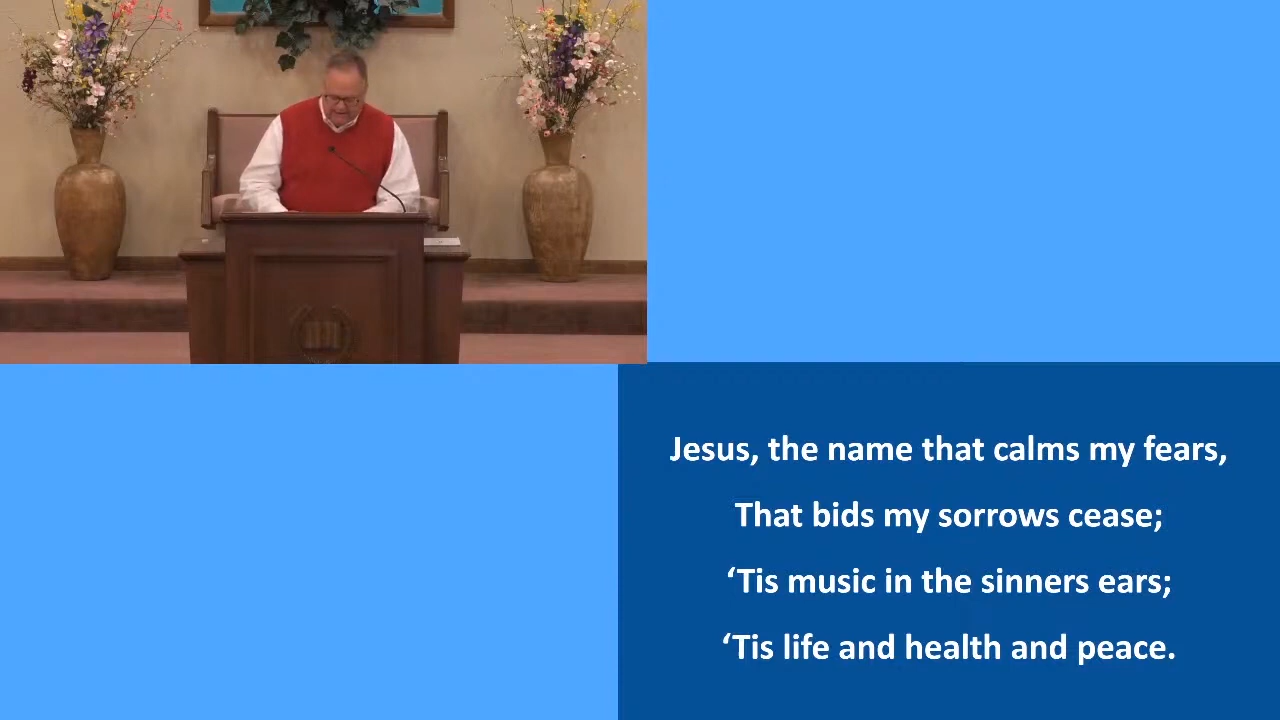 Jesus, the name that calms my fears,
That bids my sorrows cease;
‘Tis music in the sinners ears;
‘Tis life and health and peace.